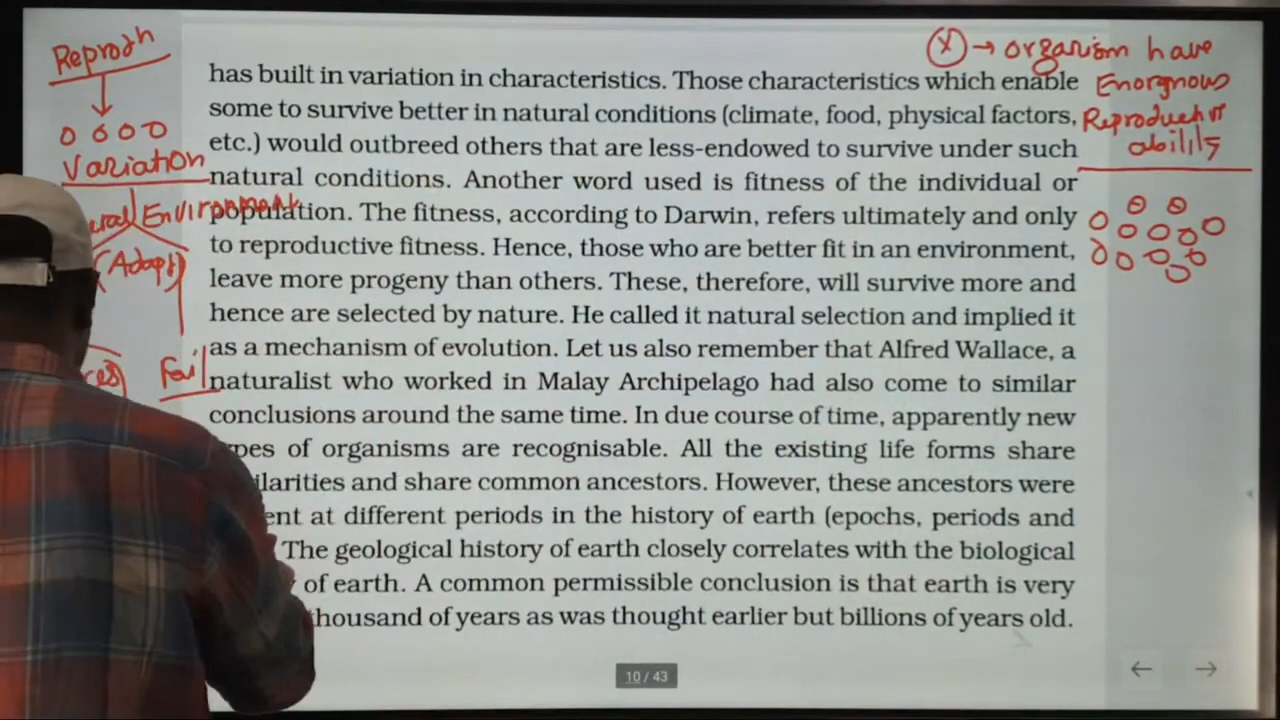 Reprodn
Variation
Environment
(Adapt)
Fail
has built in variation in characteristics. Those characteristics which enable
some to survive better in natural conditions (climate, food, physical factors,
etc.) would outbreed others that are less-endowed to survive under such
natural conditions. Another word used is fitness of the individual or
population. The fitness, according to Darwin, refers ultimately and only
to reproductive fitness. Hence, those who are better fit in an environment,
leave more progeny than others. These, therefore, will survive more and
hence are selected by nature. He called it natural selection and implied it
as a mechanism of evolution. Let us also remember that Alfred Wallace, a
naturalist who worked in Malay Archipelago had also come to similar
conclusions around the same time. In due course of time, apparently new
of organisms are recognisable. All the existing life forms share
and share common ancestors. However, these ancestors were
at different periods in the history of earth (epochs, periods and
The geological history of earth closely correlates with the biological
of earth. A common permissible conclusion is that earth is very
thousand of years as was thought earlier but billions of years old.
(X) → organism have
Enorgnous
Reproductn
ability
10 / 43